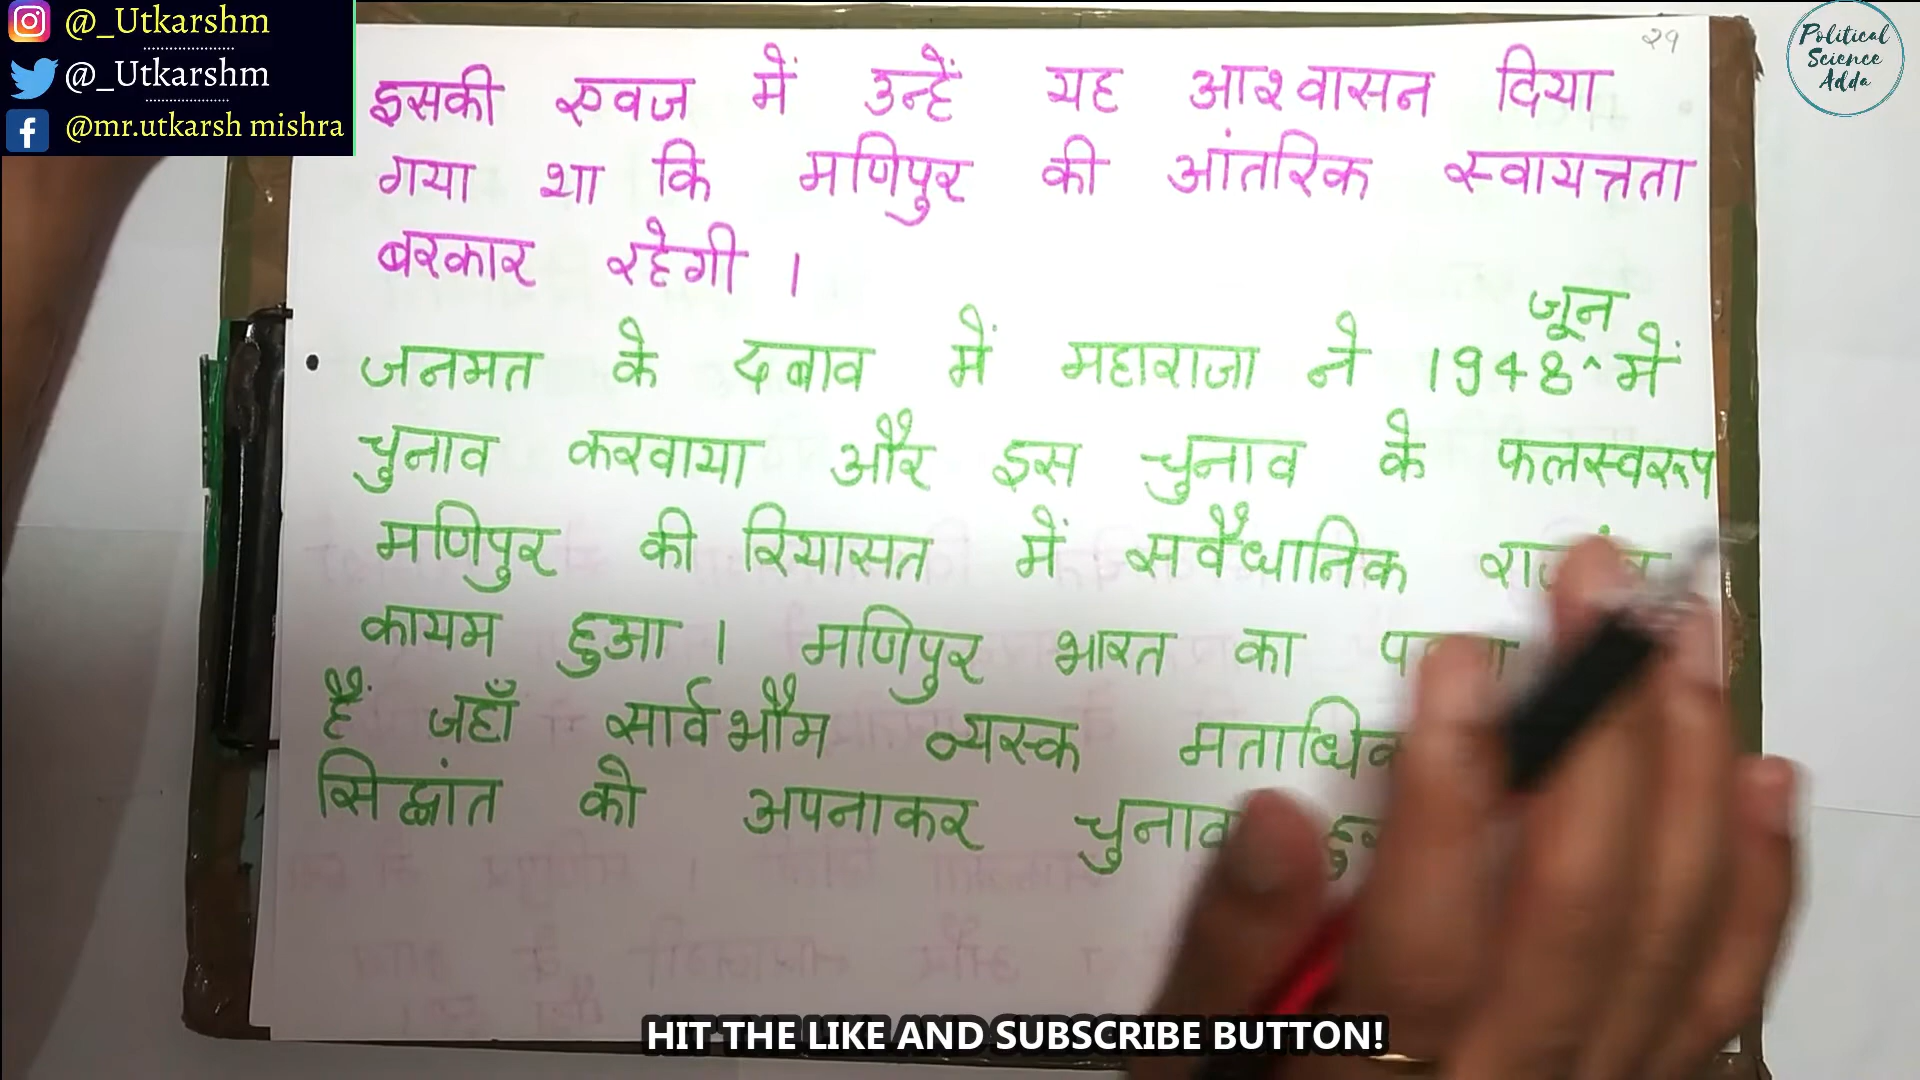 @_Utkarshm
@_Utkarshm
@mr.utkarsh mishra
Political
Science
Adda
२१
इसकी एवज में उन्हें यह आश्वासन दिया
गया था कि मणिपुर की आंतरिक स्वायत्तता
बरकार रहेगी ।
जून
• जनमत के दबाव में महाराजा ने 1948^ में
चुनाव करवाया और इस चुनाव के फलस्वरूप
मणिपुर की रियासत में सवैधानिक
कायम हुआ । मणिपुर भारत का
हैं जहाँ सार्वभौम व्यस्क
सिद्धांत को अपनाकर चुनाव
HIT THE LIKE AND SUBSCRIBE BUTTON!